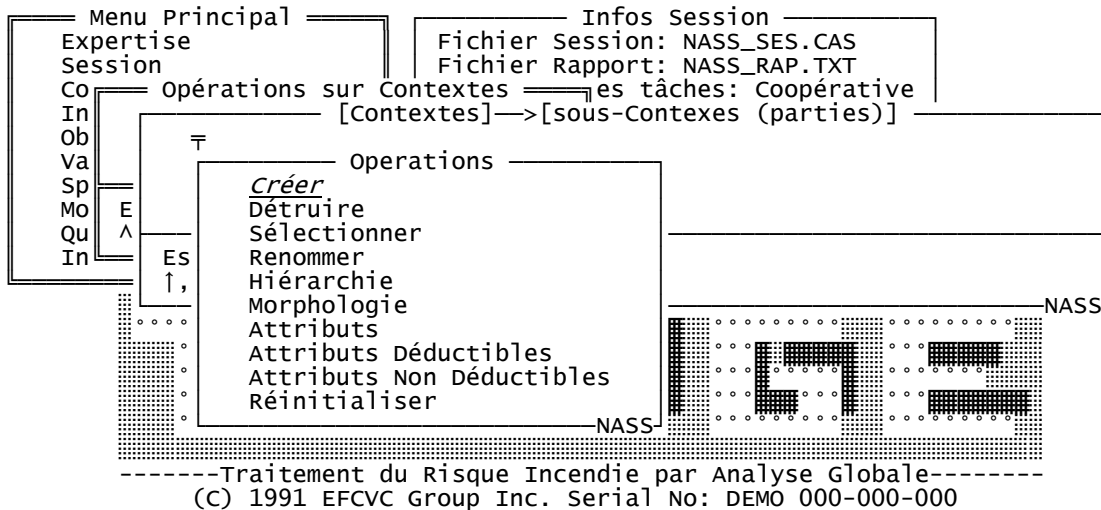 Menu Principal
Infos Session
Expertise
Fichier Session: NASS_SES.CAS
Session
Fichier Rapport: NASS_RAP.TXT
Co
Opérations sur Contextes
es tâches: Coopérative
In
[Contextes]—>[sous-Contexes (parties)]
Ob
Va
Operations
Sp
Créer
Mo E
Détruire
Qu ^
Sélectionner
In Es
Renommer
↑,
Hiérarchie
Morphologie
NASS
Attributs
Attributs Déductibles
Attributs Non Déductibles
Réinitialiser
NASS
-------Traitement du Risque Incendie par Analyse Globale--------
(C) 1991 EFCVC Group Inc. Serial No: DEMO 000-000-000